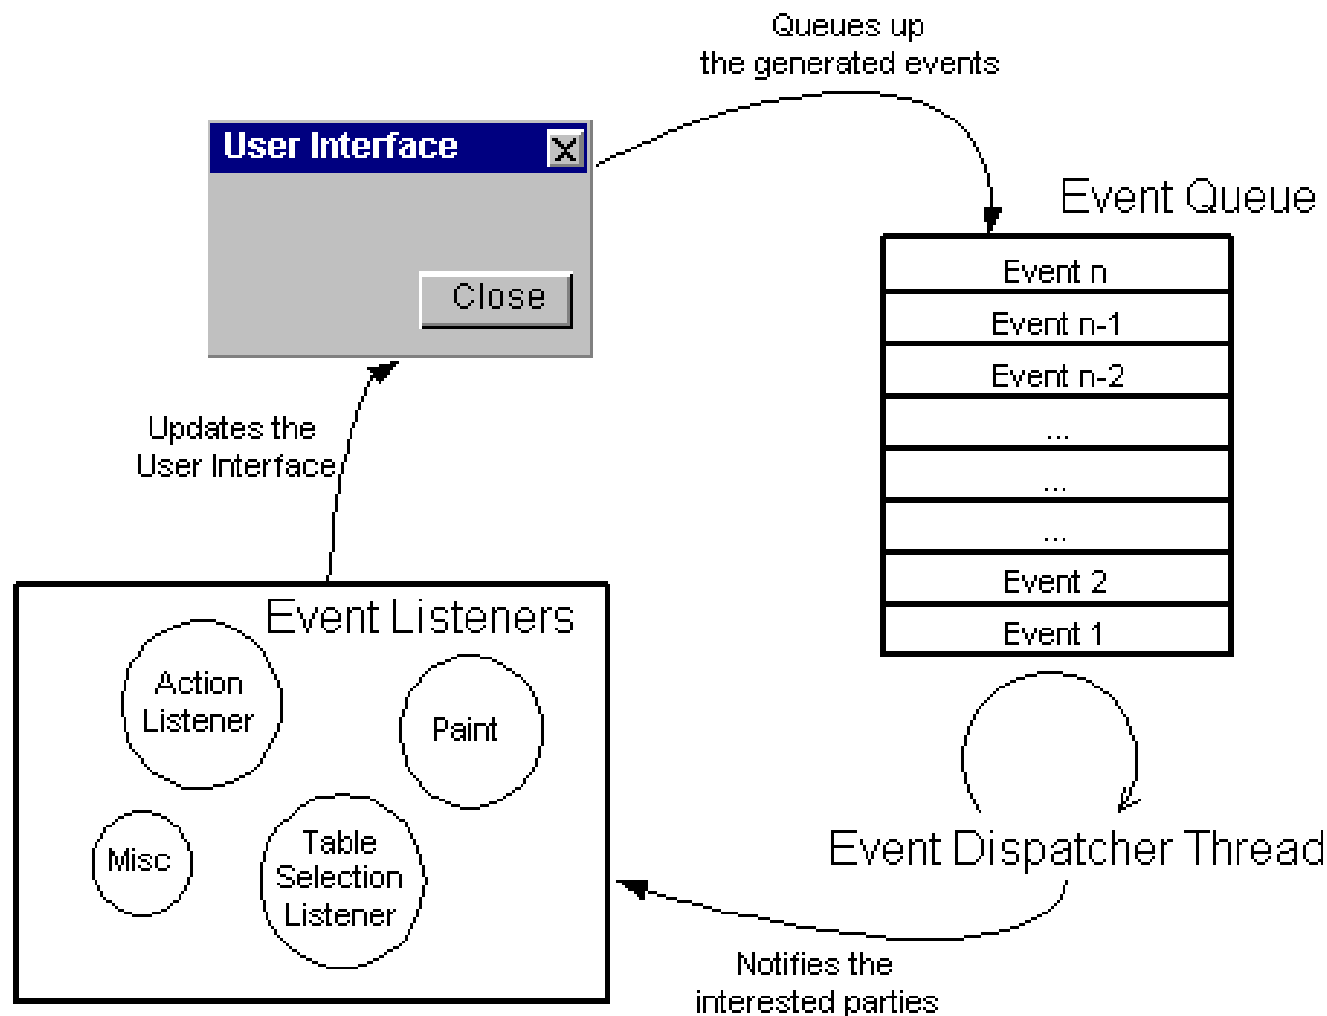 Queues up
the generated events
User Interface
Close
Event Queue
Event n
Event n-1
Event n-2
...
...
...
Event 2
Event 1
Updates the
User Interface
Event Listeners
Action
Listener
Paint
Misc
Table
Selection
Listener
Event Dispatcher Thread
Notifies the
interested parties